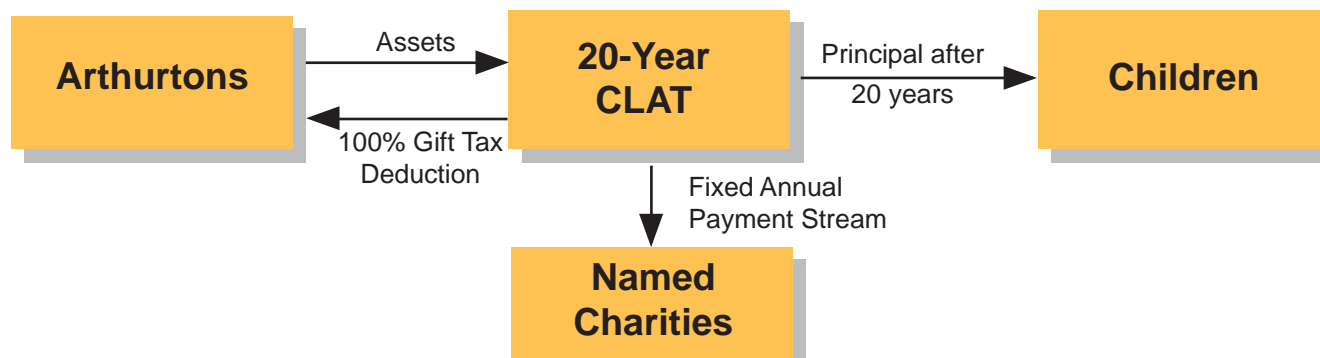 Arthurtons
Assets
100% Gift Tax
Deduction
20-Year
CLAT
Principal after
20 years
Children
Fixed Annual
Payment Stream
Named
Charities